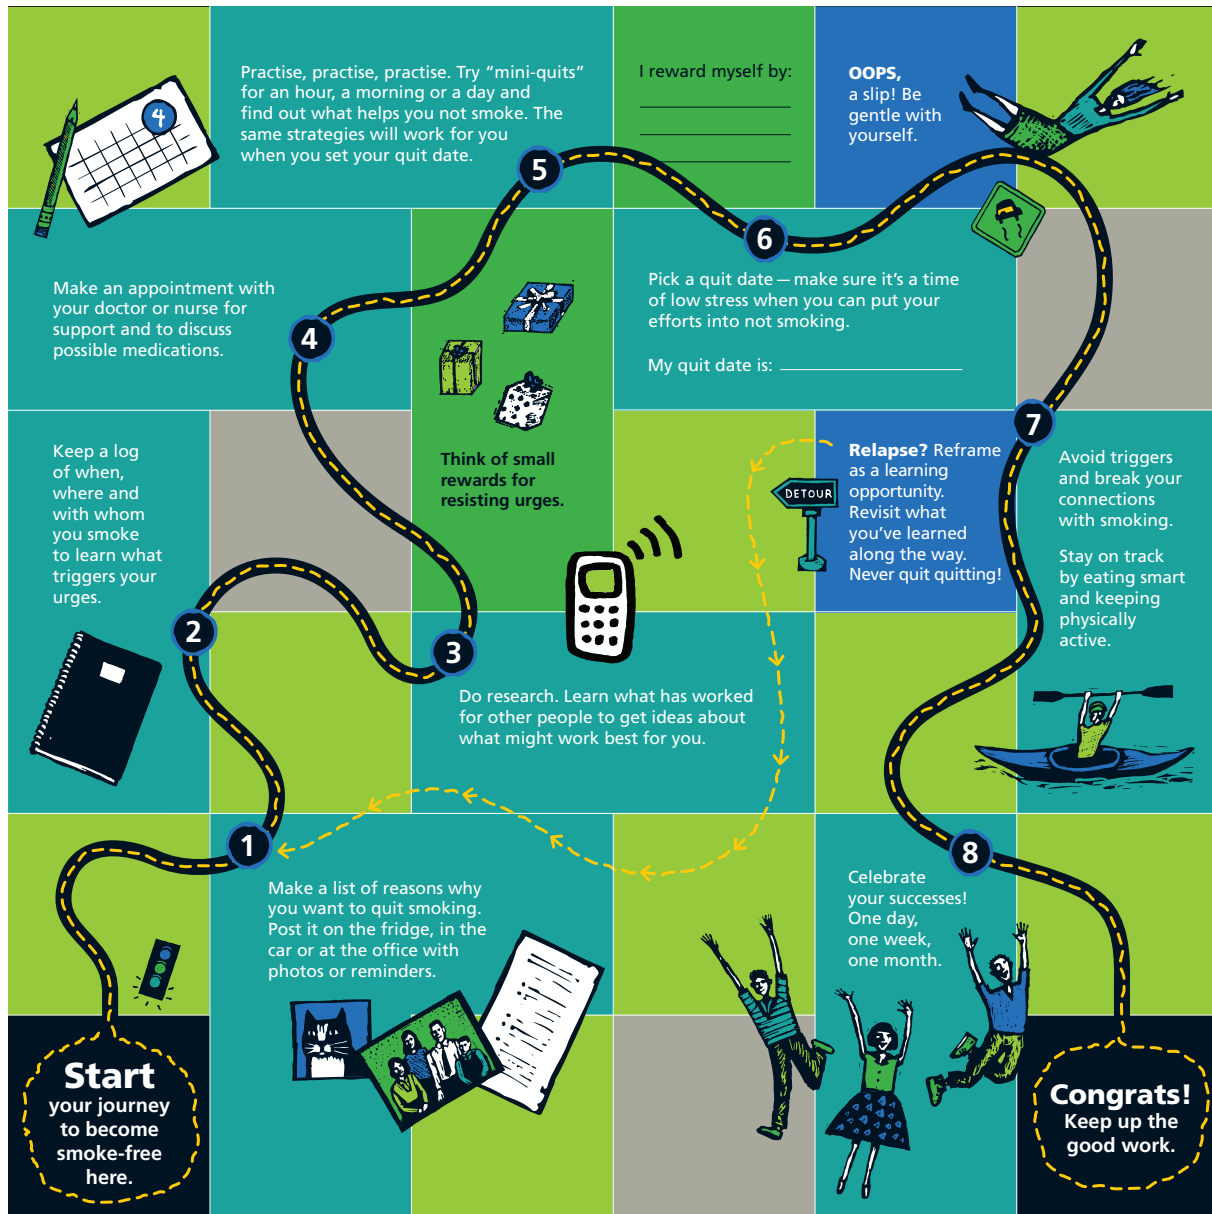 Practise, practise, practise. Try “mini-quits”
for an hour, a morning or a day and
find out what helps you not smoke. The
same strategies will work for you
when you set your quit date.
I reward myself by:
OOPS,
a slip! Be
gentle with
yourself.
4
5
6
Make an appointment with
your doctor or nurse for
support and to discuss
possible medications.
4
Pick a quit date — make sure it’s a time
of low stress when you can put your
efforts into not smoking.
My quit date is:
Think of small
rewards for
resisting urges.
Keep a log
of when,
where and
with whom
you smoke
to learn what
triggers your
urges.
DETOUR
Relapse? Reframe
as a learning
opportunity.
Revisit what
you’ve learned
along the way.
Never quit quitting!
7
Avoid triggers
and break your
connections
with smoking.
Stay on track
by eating smart
and keeping
physically
active.
2
3
Do research. Learn what has worked
for other people to get ideas about
what might work best for you.
1
Make a list of reasons why
you want to quit smoking.
Post it on the fridge, in the
car or at the office with
photos or reminders.
8
Celebrate
your successes!
One day,
one week,
one month.
Start
your journey
to become
smoke-free
here.
Congrats!
Keep up the
good work.